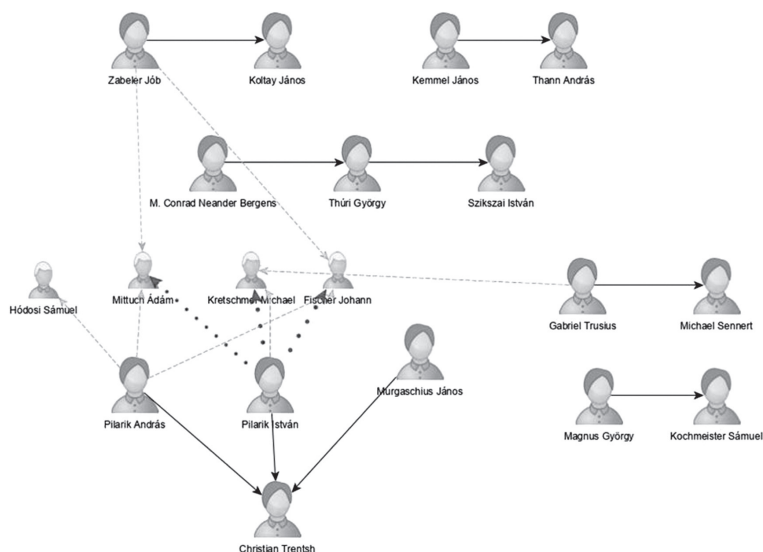 Zabeler Jób
Koltay János
Kemmel János
Thann András
M. Conrad Neander Bergens
Thúri György
Szikszai István
Hódosi Sámuel
Mittuch Ádám
Kretschmer Michael
Fischer Johann
Gabriel Trusius
Michael Sennert
Murgaschius János
Pilarik András
Pilarik István
Magnus György
Kochmeister Sámuel
Christian Trentsh